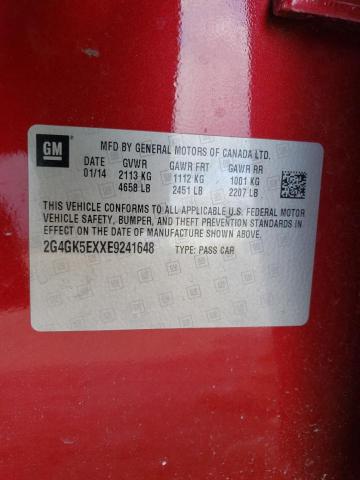 GM
MFD BY GENERAL MOTORS OF CANADA LTD.
DATE GVWR GAWR FRT GAWR RR
01/14 2113 KG 1112 KG 1001 KG
4658 LB 2451 LB 2207 LB
THIS VEHICLE CONFORMS TO ALL APPLICABLE U.S. FEDERAL MOTOR
VEHICLE SAFETY, BUMPER, AND THEFT PREVENTION STANDARDS IN
EFFECT ON THE DATE OF MANUFACTURE SHOWN ABOVE.
2G4GK5EXXE9241648 TYPE: PASS CAR